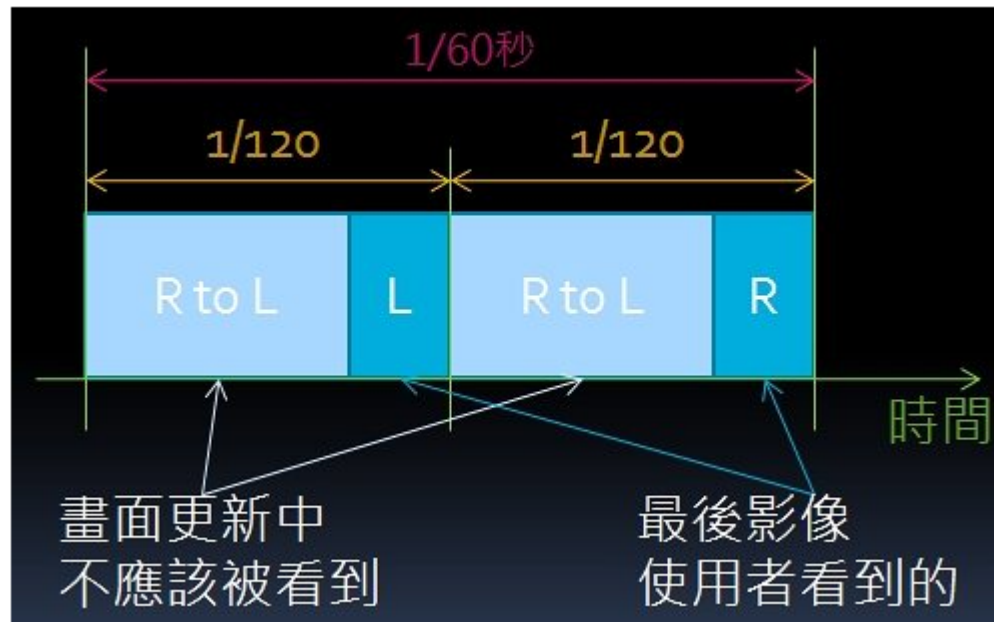 1/60秒
1/120
1/120
R to L
L
R to L
R
時間
畫面更新中
不應該被看到
最後影像
使用者看到的